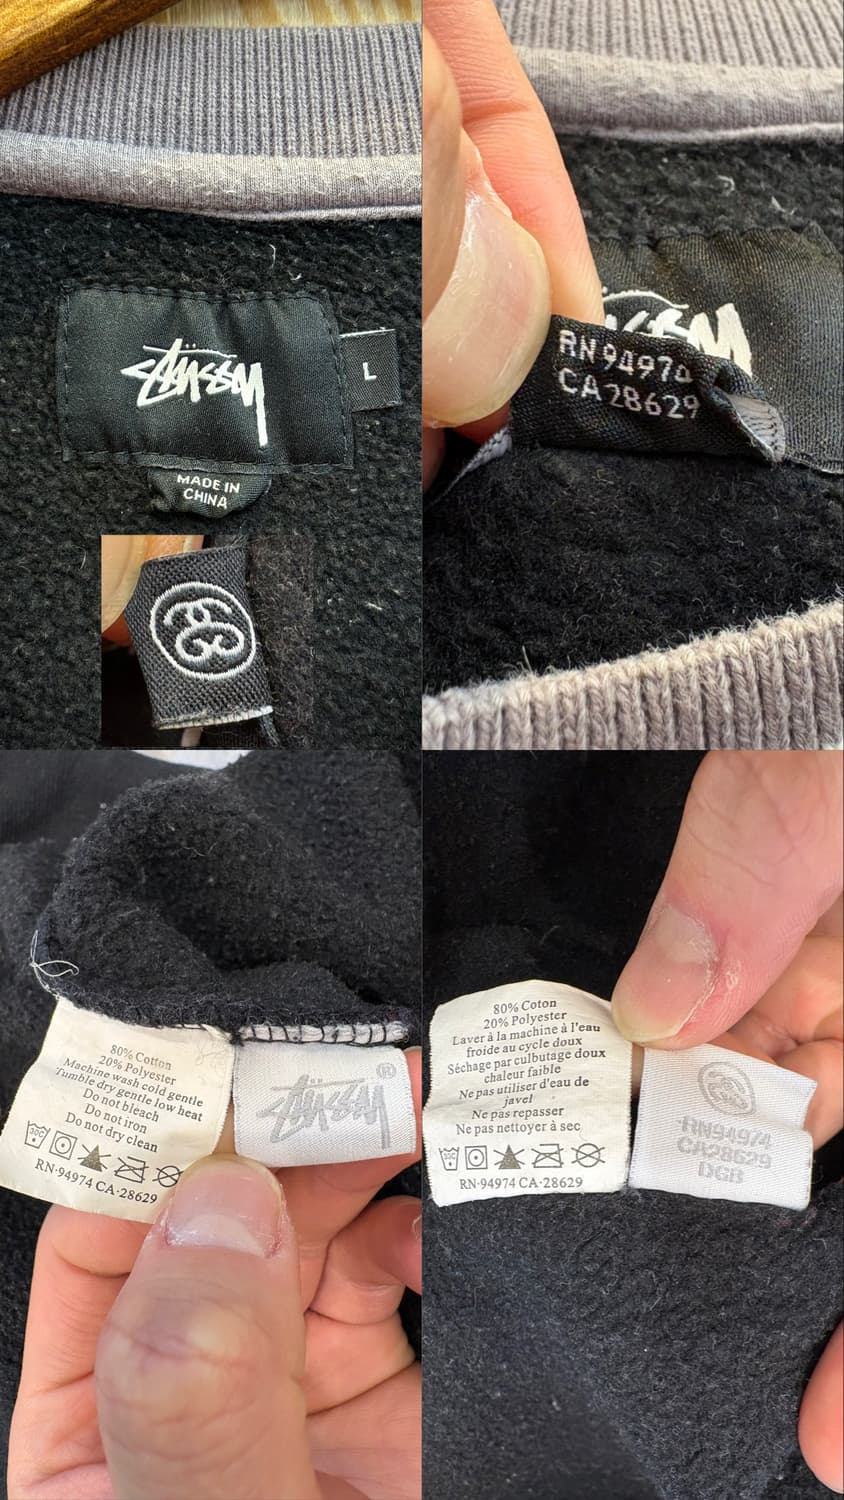 Stüssy
L
MADE IN
CHINA
RN 94974
CA 28629
80% Cotton
20% Polyester
Machine wash cold gentle
Tumble dry gentle low heat
Do not bleach
Do not iron
Do not dry clean
30C
RN·94974 CA·28629
Stüssy®
80% Coton
20% Polyester
Laver à la machine à l'eau
froide au cycle doux
Séchage par culbutage doux
chaleur faible
Ne pas utiliser d'eau de
javel
Ne pas repasser
Ne pas nettoyer à sec
30C
RN·94974 CA·28629
RN94974
CA28629
DGB